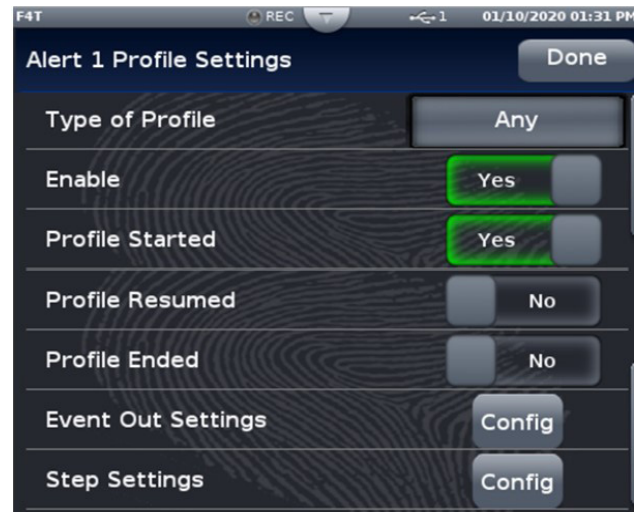 F4T REC 1 01/10/2020 01:31 PM
Alert 1 Profile Settings Done
Type of Profile Any
Enable Yes
Profile Started Yes
Profile Resumed No
Profile Ended No
Event Out Settings Config
Step Settings Config